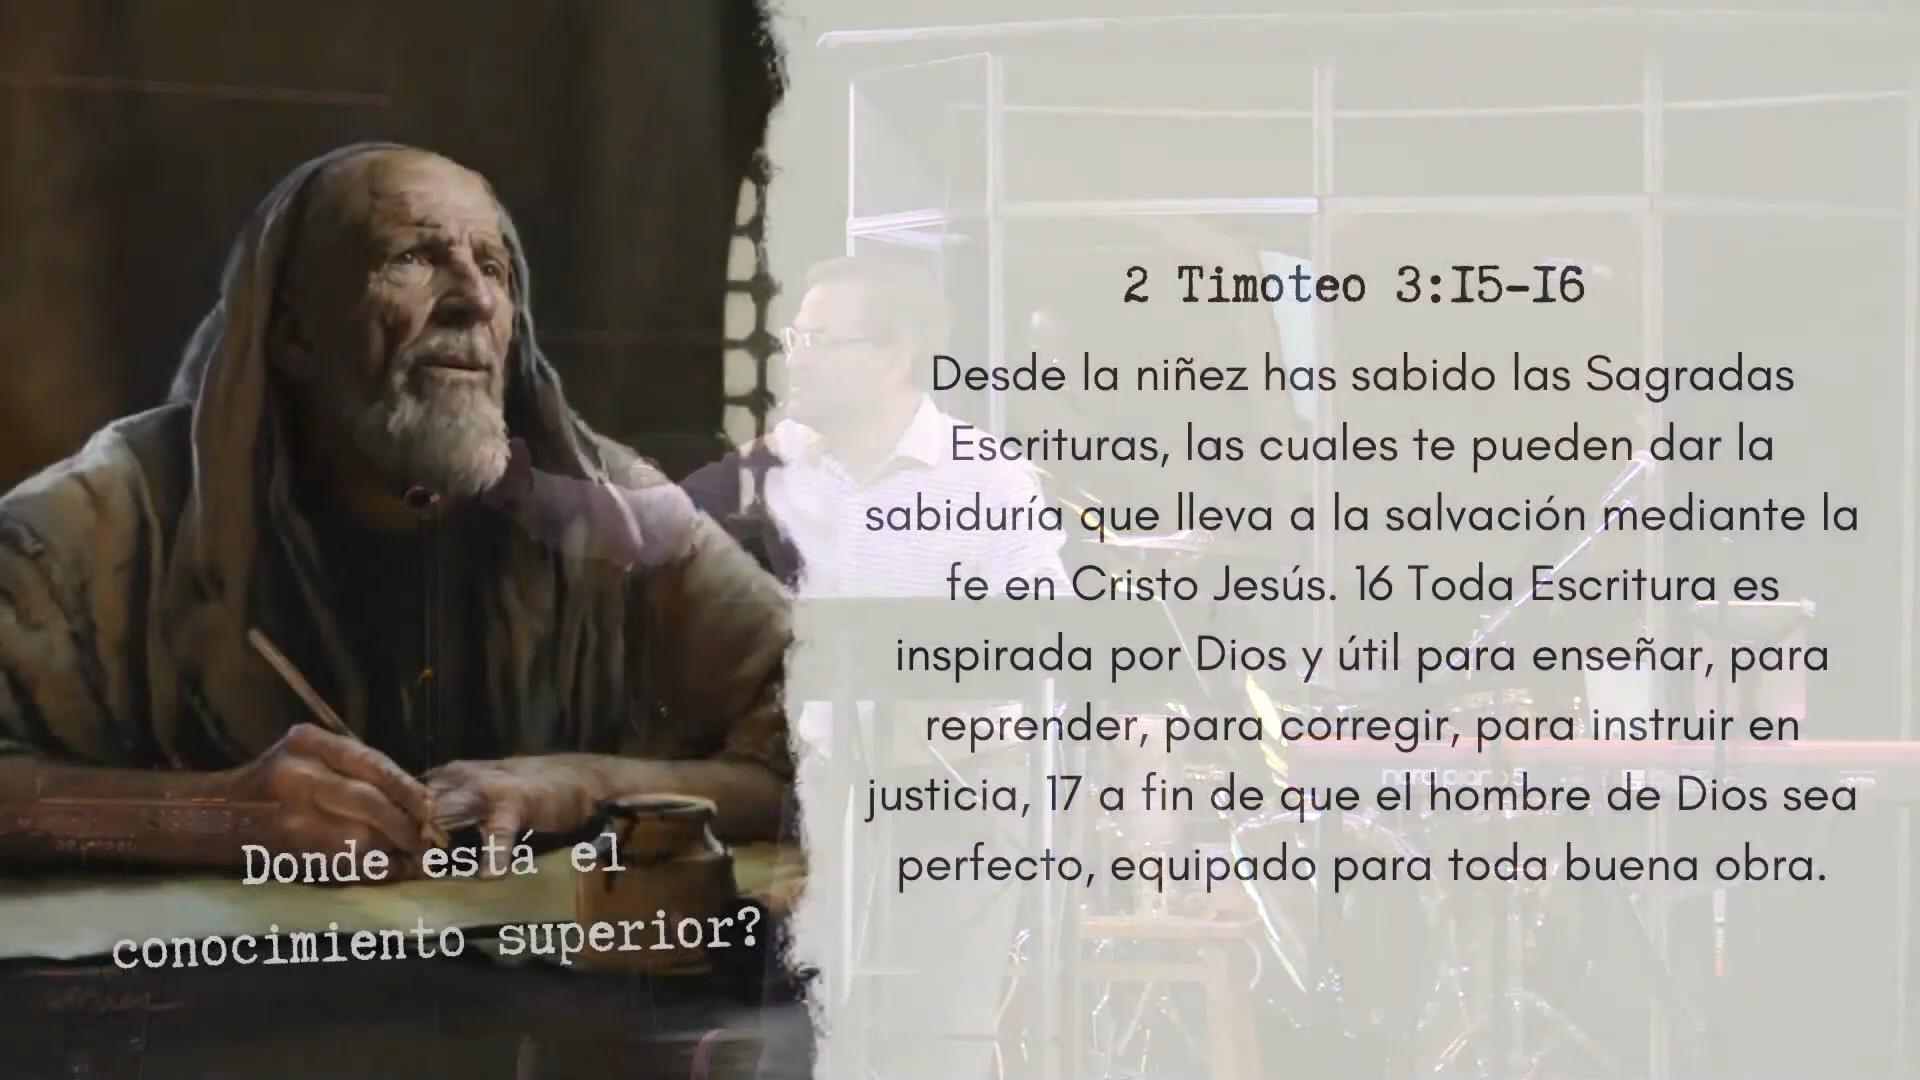 2 Timoteo 3:15-16
Desde la niñez has sabido las Sagradas
Escrituras, las cuales te pueden dar la
sabiduría que lleva a la salvación mediante la
fe en Cristo Jesús. 16 Toda Escritura es
inspirada por Dios y útil para enseñar, para
reprender, para corregir, para instruir en
justicia, 17 a fin de que el hombre de Dios sea
perfecto, equipado para toda buena obra.
Donde está el
conocimiento superior?